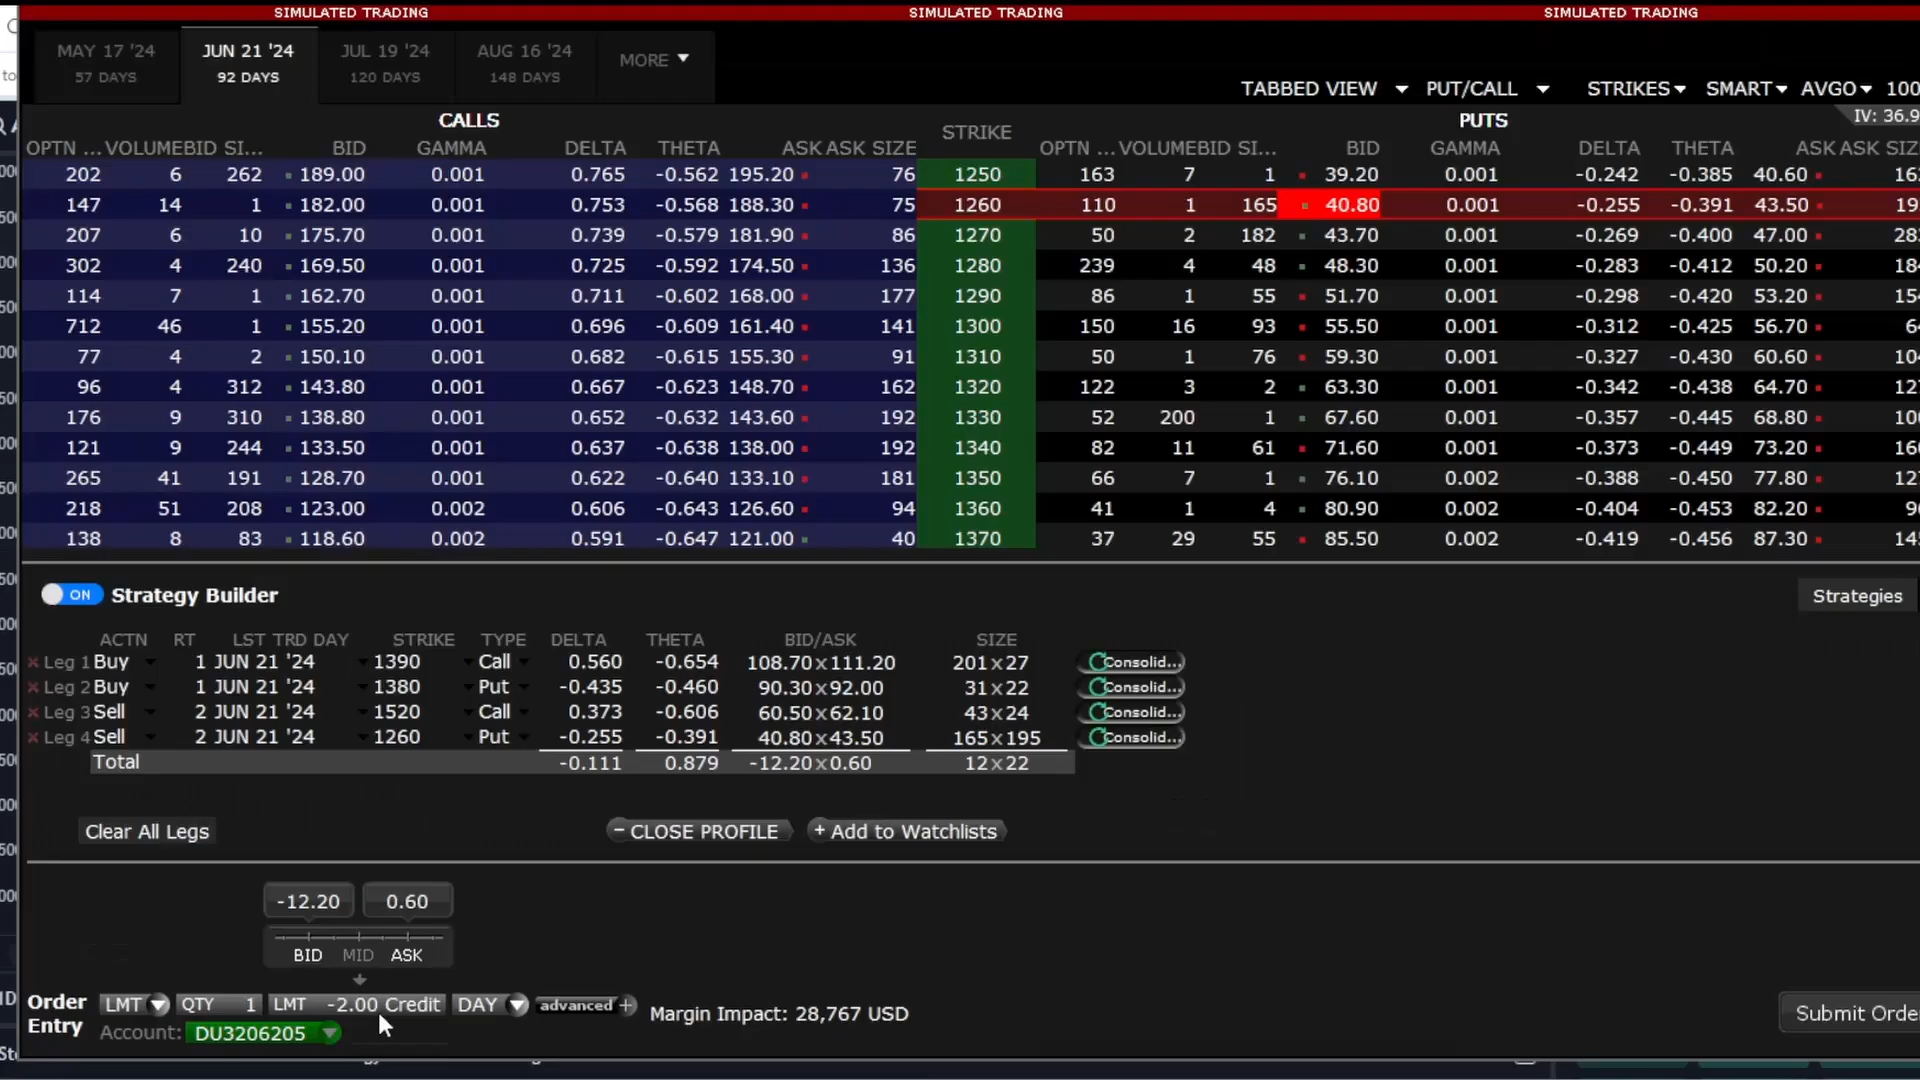 SIMULATED TRADING SIMULATED TRADING SIMULATED TRADING
MAY 17 '24 JUN 21 '24 JUL 19 '24 AUG 16 '24 MORE
57 DAYS 92 DAYS 120 DAYS 148 DAYS
TABBED VIEW PUT/CALL STRIKES SMART AVGO 100
IV: 36.9
CALLS STRIKE PUTS
OPTN ... VOLUME BID SI... BID GAMMA DELTA THETA ASK ASK SIZE OPTN ... VOLUME BID SI... BID GAMMA DELTA THETA ASK ASK SIZ
202 6 262 189.00 0.001 0.765 -0.562 195.20 76 1250 163 7 1 39.20 0.001 -0.242 -0.385 40.60 16
147 14 1 182.00 0.001 0.753 -0.568 188.30 75 1260 110 1 165 40.80 0.001 -0.255 -0.391 43.50 19
207 6 10 175.70 0.001 0.739 -0.579 181.90 86 1270 50 2 182 43.70 0.001 -0.269 -0.400 47.00 28
302 4 240 169.50 0.001 0.725 -0.592 174.50 136 1280 239 4 48 48.30 0.001 -0.283 -0.412 50.20 18
114 7 1 162.70 0.001 0.711 -0.602 168.00 177 1290 86 1 55 51.70 0.001 -0.298 -0.420 53.20 15
712 46 1 155.20 0.001 0.696 -0.609 161.40 141 1300 150 16 93 55.50 0.001 -0.312 -0.425 56.70 6
77 4 2 150.10 0.001 0.682 -0.615 155.30 91 1310 50 1 76 59.30 0.001 -0.327 -0.430 60.60 10
96 4 312 143.80 0.001 0.667 -0.623 148.70 162 1320 122 3 2 63.30 0.001 -0.342 -0.438 64.70 12
176 9 310 138.80 0.001 0.652 -0.632 143.60 192 1330 52 200 1 67.60 0.001 -0.357 -0.445 68.80 10
121 9 244 133.50 0.001 0.637 -0.638 138.00 192 1340 82 11 61 71.60 0.001 -0.373 -0.449 73.20 16
265 41 191 128.70 0.001 0.622 -0.640 133.10 181 1350 66 7 1 76.10 0.002 -0.388 -0.450 77.80 12
218 51 208 123.00 0.002 0.606 -0.643 126.60 94 1360 41 1 4 80.90 0.002 -0.404 -0.453 82.20 9
138 8 83 118.60 0.002 0.591 -0.647 121.00 40 1370 37 29 55 85.50 0.002 -0.419 -0.456 87.30 14
ON Strategy Builder Strategies
ACTN RT LST TRD DAY STRIKE TYPE DELTA THETA BID/ASK SIZE
Leg 1 Buy 1 JUN 21 '24 1390 Call 0.560 -0.654 108.70x111.20 201x27 Consolid...
Leg 2 Buy 1 JUN 21 '24 1380 Put -0.435 -0.460 90.30x92.00 31x22 Consolid...
Leg 3 Sell 2 JUN 21 '24 1520 Call 0.373 -0.606 60.50x62.10 43x24 Consolid...
Leg 4 Sell 2 JUN 21 '24 1260 Put -0.255 -0.391 40.80x43.50 165x195 Consolid...
Total -0.111 0.879 -12.20x0.60 12x22
Clear All Legs − CLOSE PROFILE + Add to Watchlists
-12.20 0.60
BID MID ASK
Order Entry LMT QTY 1 LMT -2.00 Credit DAY advanced + Margin Impact: 28,767 USD Submit Orde
Account: DU3206205